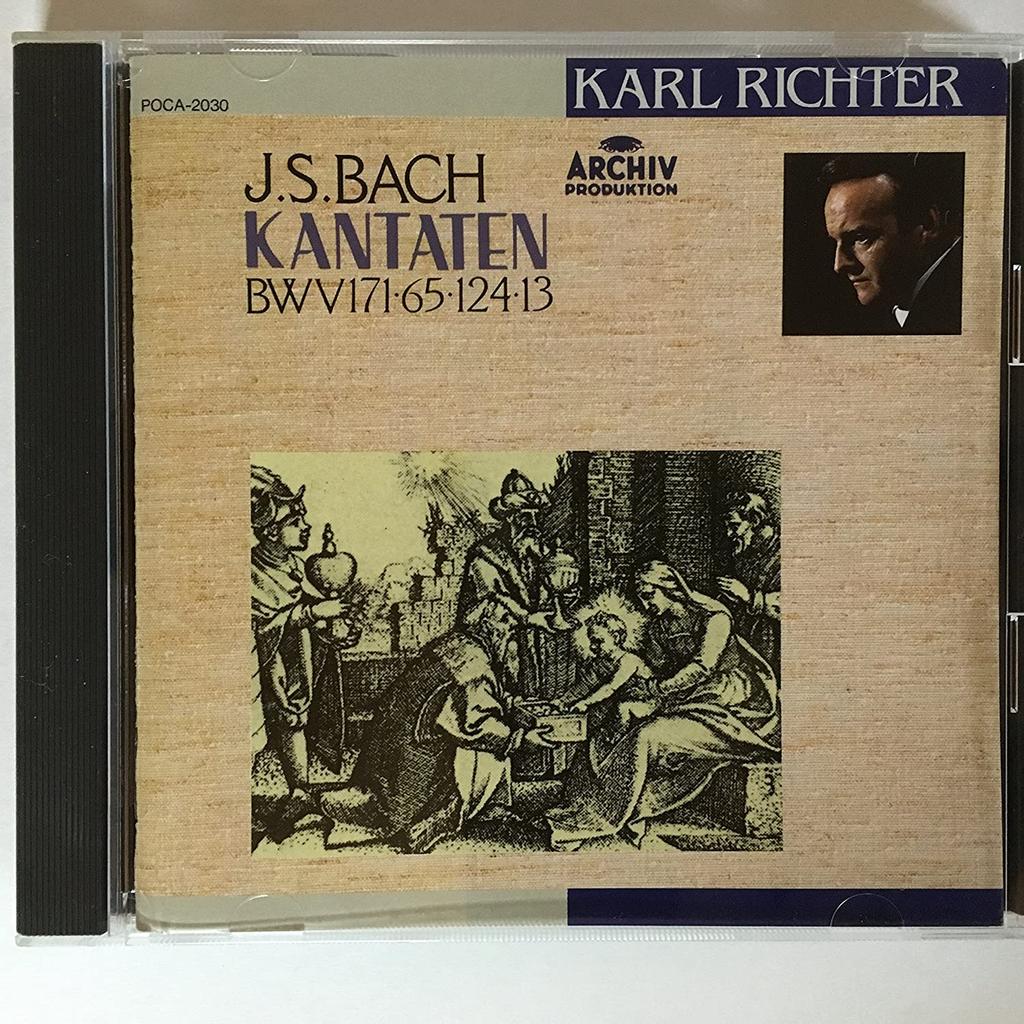 POCA-2030
KARL RICHTER
J.S.BACH
KANTATEN
BWV171·65·124·13
ARCHIV
PRODUKTION